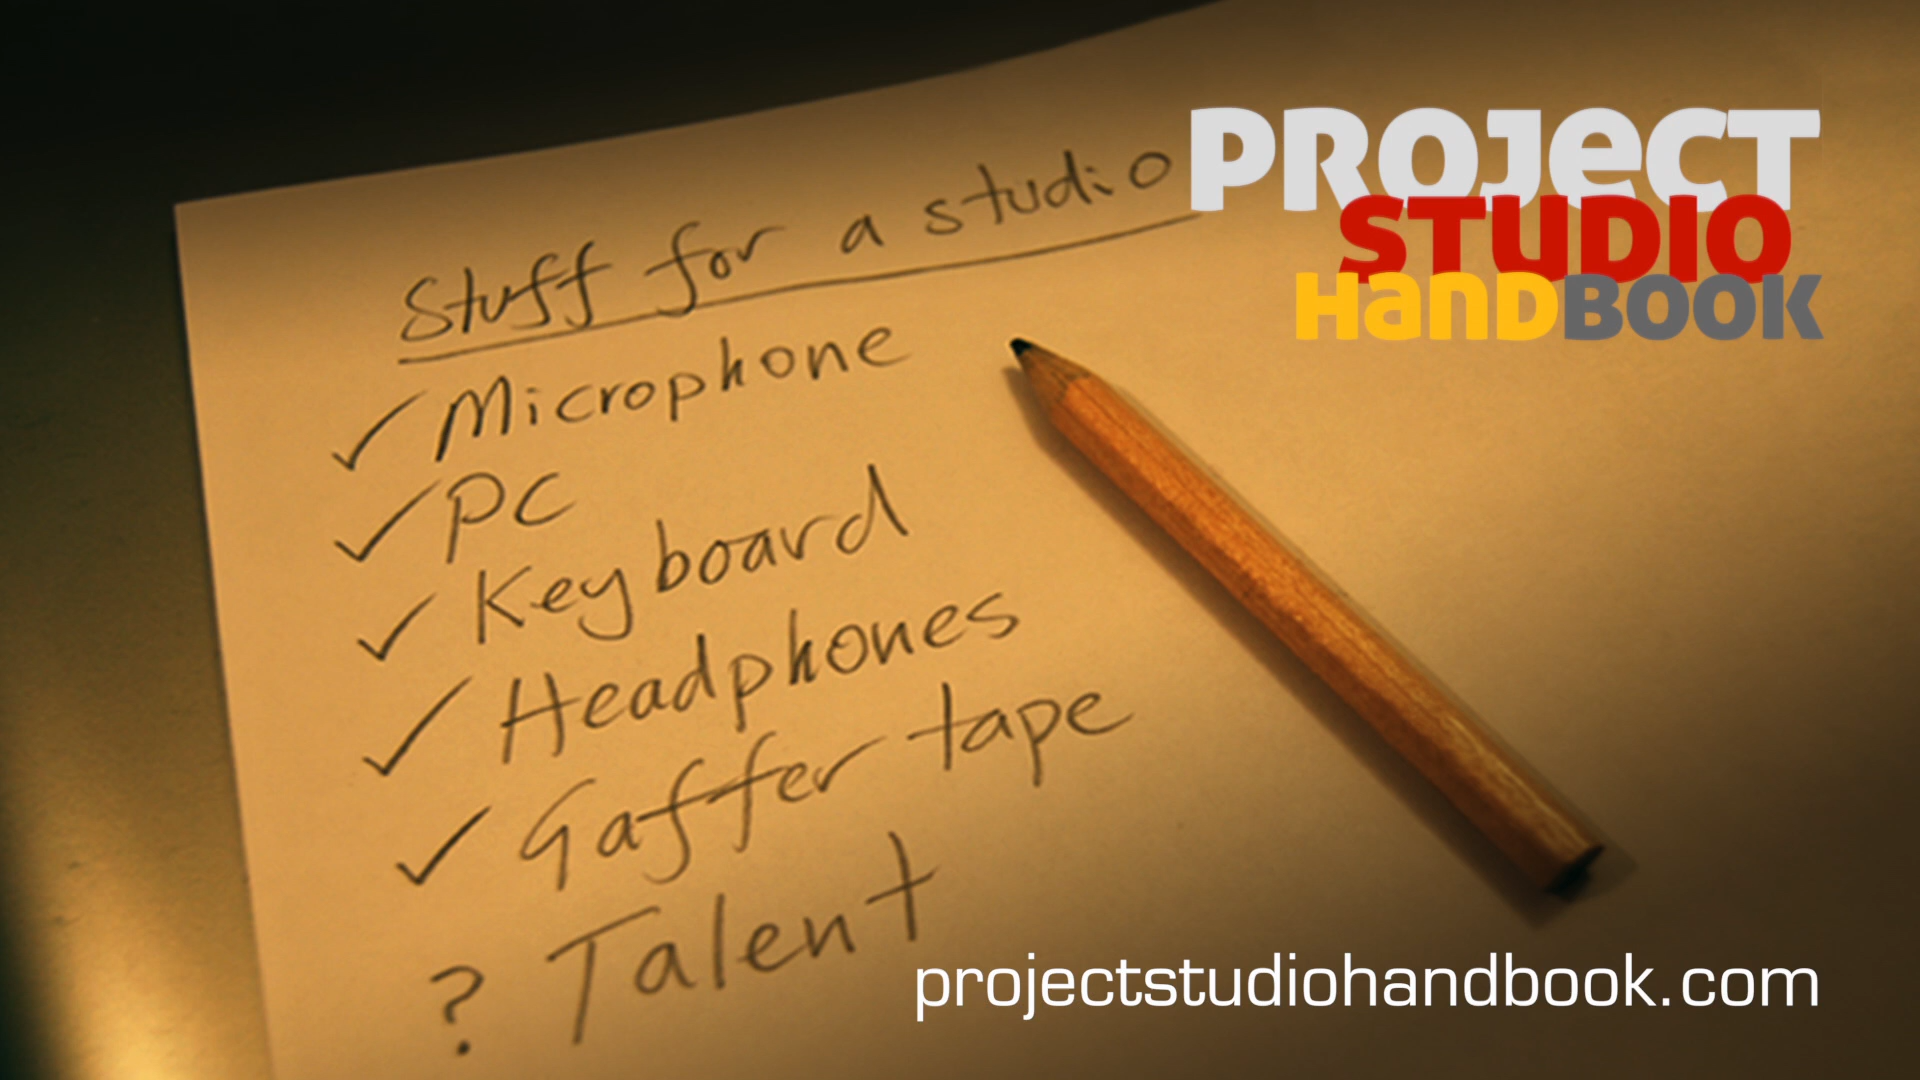 Stuff for a studio
✓ Microphone
✓ PC
✓ Keyboard
✓ Headphones
✓ Gaffer tape
? Talent
PROJECT
STUDIO
HANDBOOK
projectstudiohandbook.com